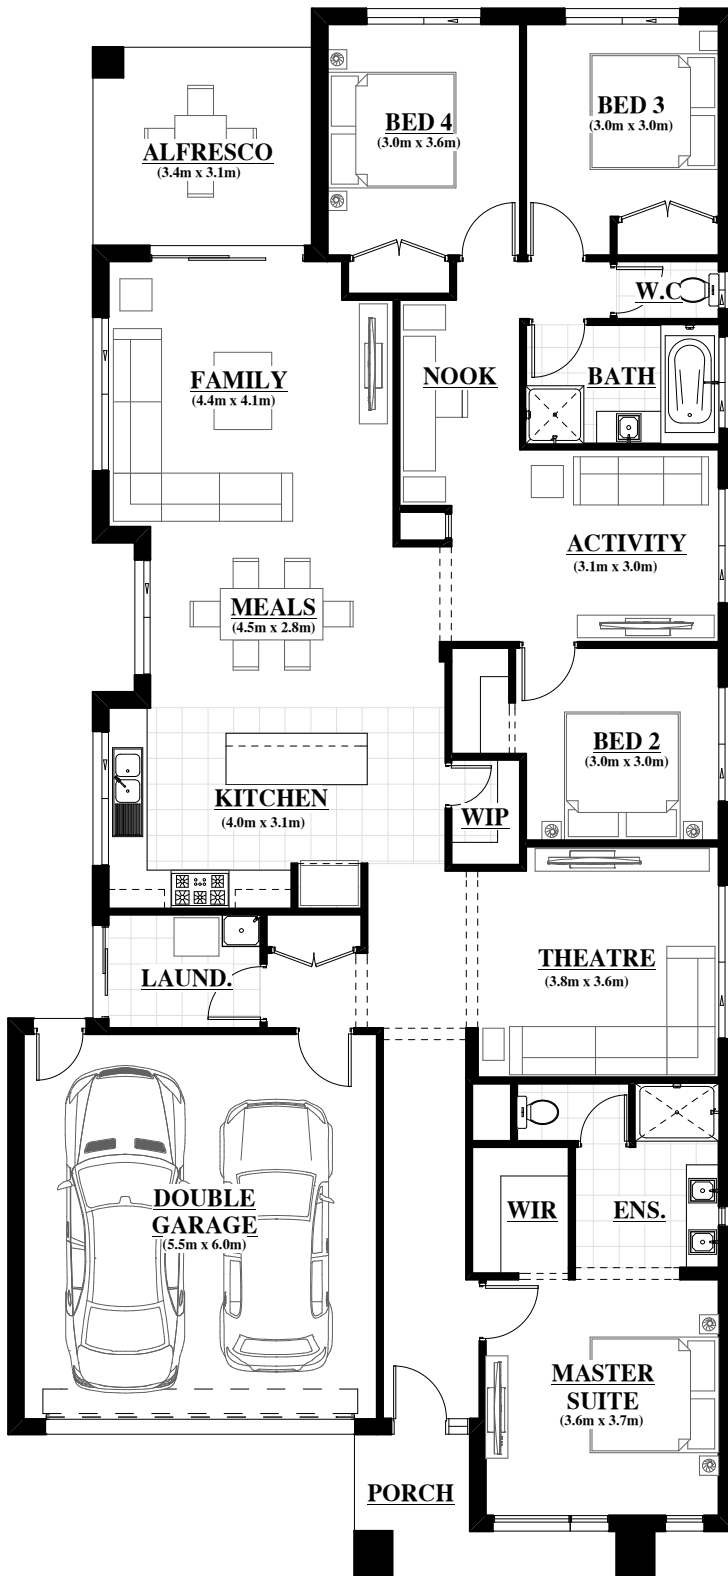 BED 4
(3.0m x 3.6m)
BED 3
(3.0m x 3.0m)
ALFRESCO
(3.4m x 3.1m)
W.C
FAMILY
(4.4m x 4.1m)
NOOK
BATH
ACTIVITY
(3.1m x 3.0m)
MEALS
(4.5m x 2.8m)
BED 2
(3.0m x 3.0m)
KITCHEN
(4.0m x 3.1m)
WIP
THEATRE
(3.8m x 3.6m)
LAUND.
DOUBLE
GARAGE
(5.5m x 6.0m)
WIR
ENS.
MASTER
SUITE
(3.6m x 3.7m)
PORCH